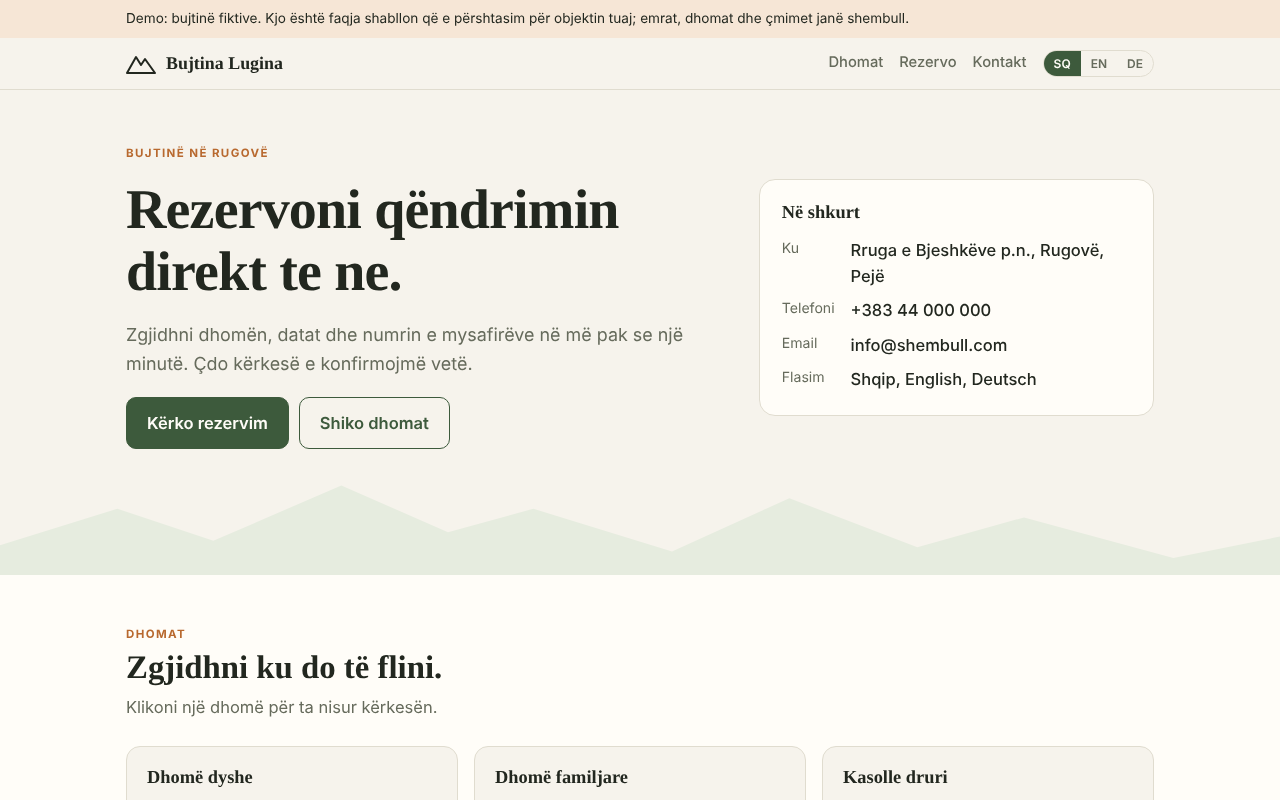 Demo: bujtinë fiktive. Kjo është faqja shabllon që e përshtasim për objektin tuaj; emrat, dhomat dhe çmimet janë shembull.
Bujtina Lugina
Dhomat
Rezervo
Kontakt
SQ
EN
DE
BUJTINË NË RUGOVË
Rezervoni qëndrimin
direkt te ne.
Zgjidhni dhomën, datat dhe numrin e mysafirëve në më pak se një
minutë. Çdo kërkesë e konfirmojmë vetë.
Kërko rezervim
Shiko dhomat
Në shkurt
Ku
Rruga e Bjeshkëve p.n., Rugovë,
Pejë
Telefoni
+383 44 000 000
Email
info@shembull.com
Flasim
Shqip, English, Deutsch
DHOMAT
Zgjidhni ku do të flini.
Klikoni një dhomë për ta nisur kërkesën.
Dhomë dyshe
Dhomë familjare
Kasolle druri